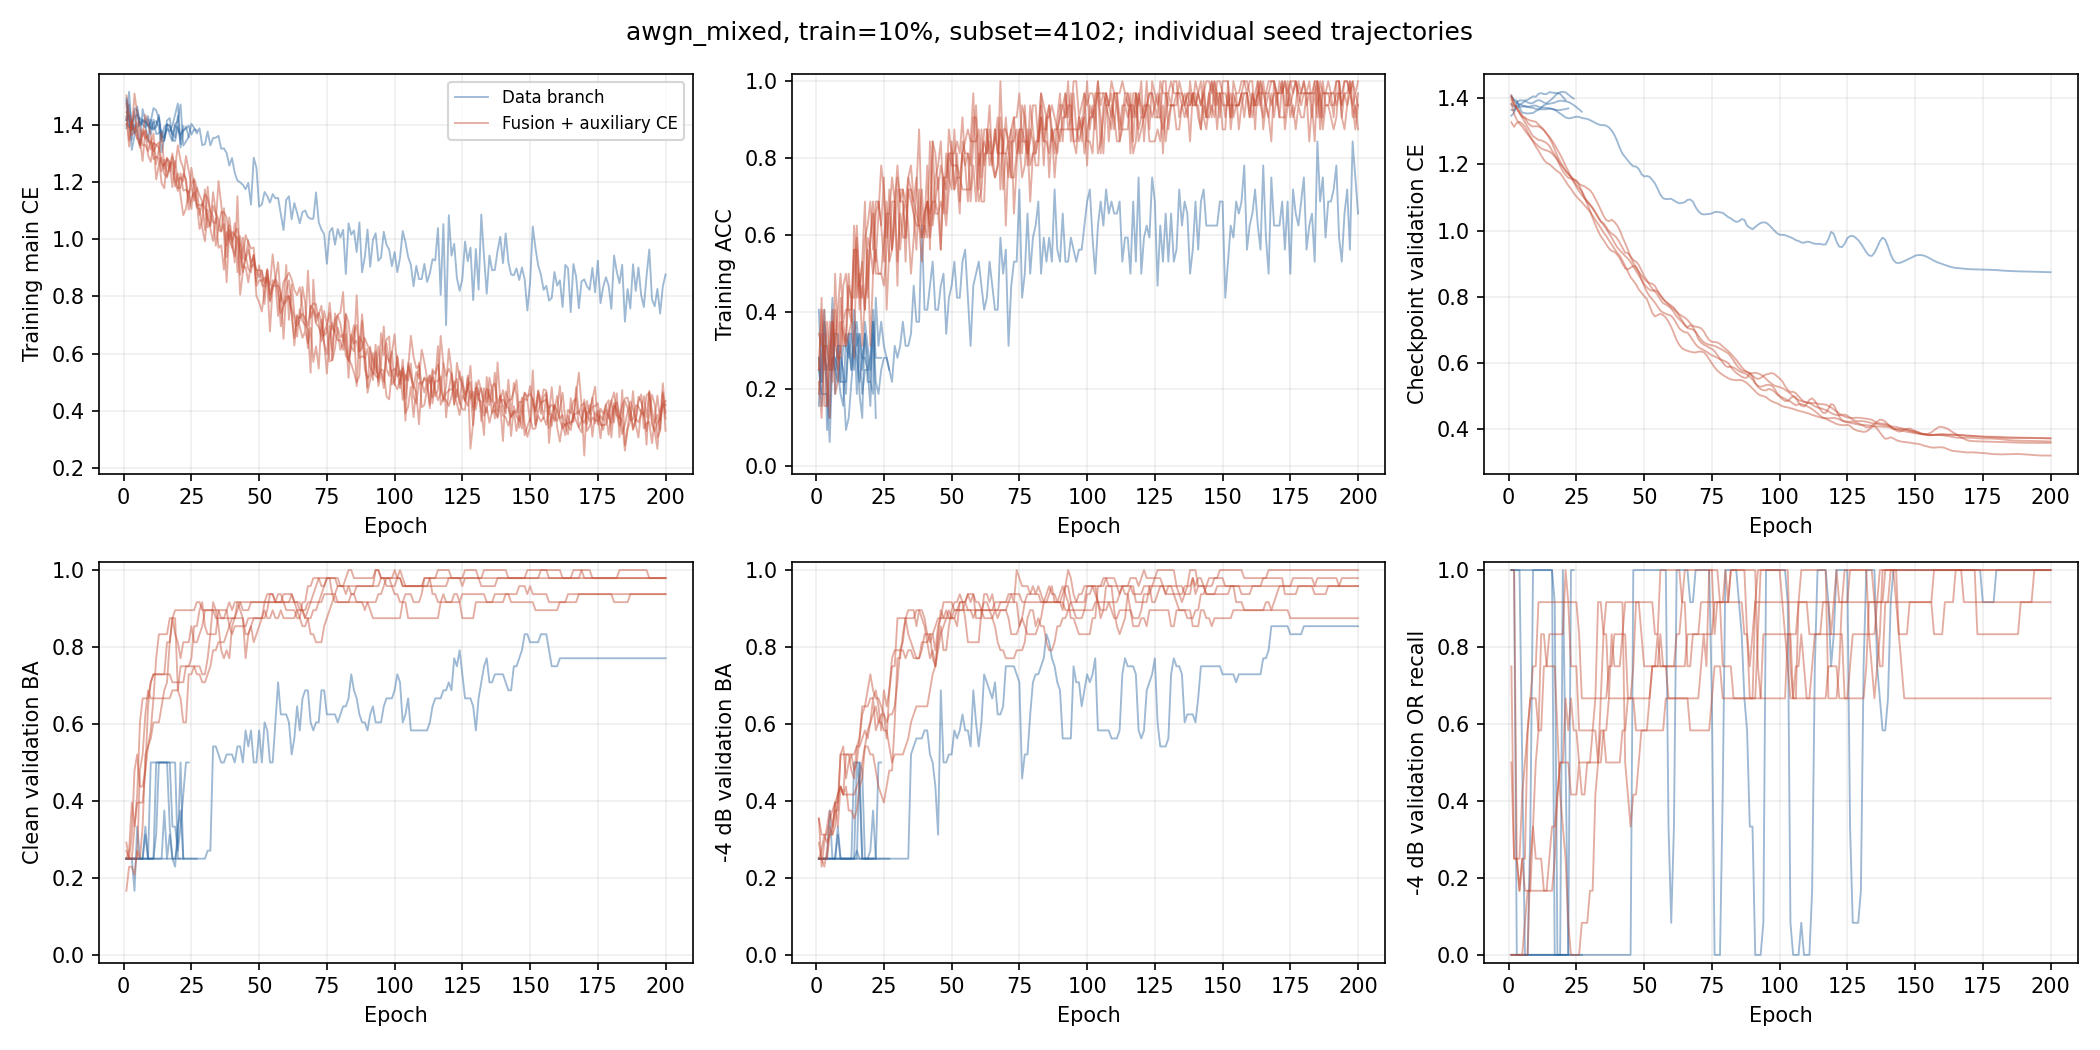 awgn_mixed, train=10%, subset=4102; individual seed trajectories
Training main CE
1.4
1.2
1.0
0.8
0.6
0.4
0.2
0 25 50 75 100 125 150 175 200
Epoch
Data branch
Fusion + auxiliary CE
Training ACC
1.0
0.8
0.6
0.4
0.2
0.0
0 25 50 75 100 125 150 175 200
Epoch
Checkpoint validation CE
1.4
1.2
1.0
0.8
0.6
0.4
0 25 50 75 100 125 150 175 200
Epoch
Clean validation BA
1.0
0.8
0.6
0.4
0.2
0.0
0 25 50 75 100 125 150 175 200
Epoch
-4 dB validation BA
1.0
0.8
0.6
0.4
0.2
0.0
0 25 50 75 100 125 150 175 200
Epoch
-4 dB validation OR recall
1.0
0.8
0.6
0.4
0.2
0.0
0 25 50 75 100 125 150 175 200
Epoch